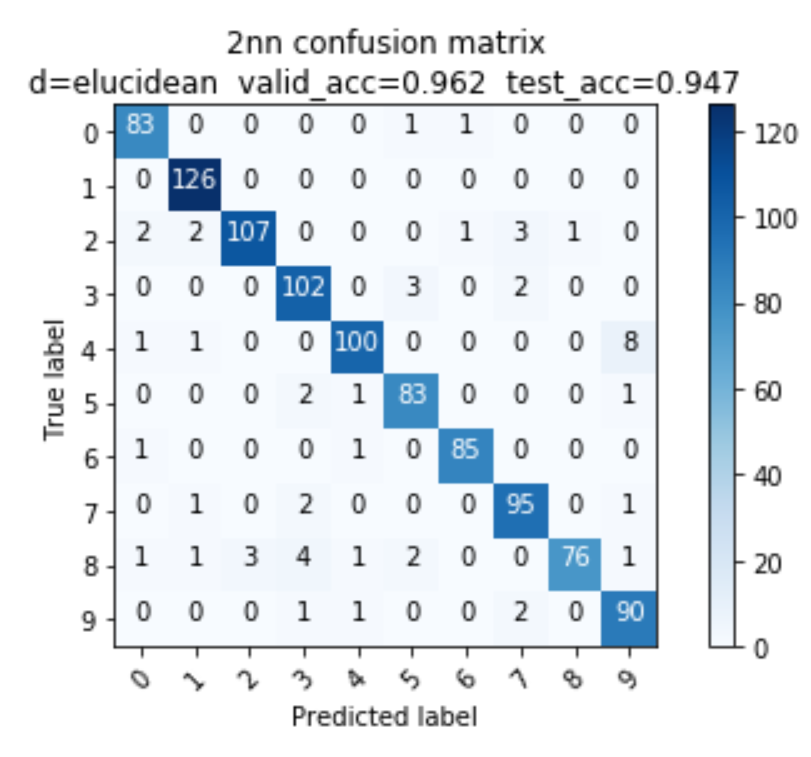 2nn confusion matrix
d=elucidean valid_acc=0.962 test_acc=0.947
0 83 0 0 0 0 1 1 0 0 0
1 0 126 0 0 0 0 0 0 0 0
2 2 2 107 0 0 0 1 3 1 0
3 0 0 0 102 0 3 0 2 0 0
4 1 1 0 0 100 0 0 0 0 8
5 0 0 0 2 1 83 0 0 0 1
6 1 0 0 0 1 0 85 0 0 0
7 0 1 0 2 0 0 0 95 0 1
8 1 1 3 4 1 2 0 0 76 1
9 0 0 0 1 1 0 0 2 0 90
0 1 2 3 4 5 6 7 8 9
Predicted label
True label
120
100
80
60
40
20
0